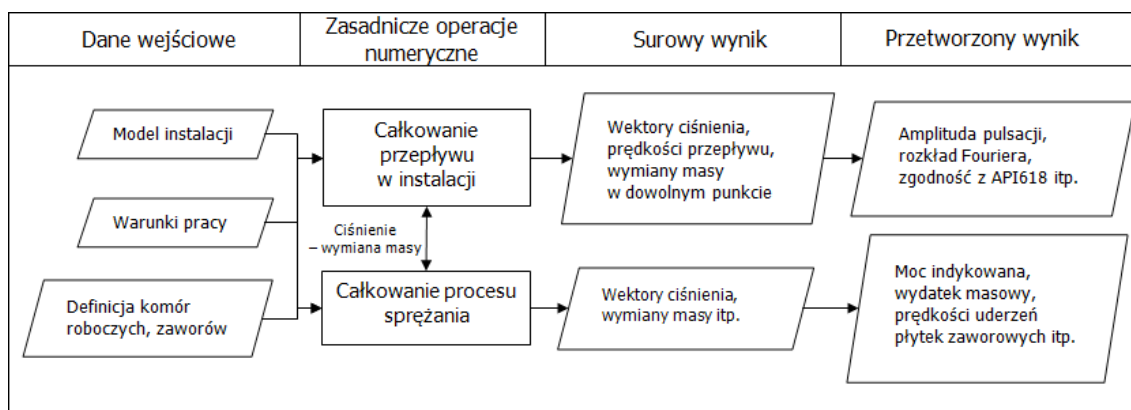 Dane wejściowe
Zasadnicze operacje
numeryczne
Surowy wynik
Przetworzony wynik
Model instalacji
Warunki pracy
Definicja komór
roboczych, zaworów
Całkowanie
przepływu
w instalacji
Ciśnienie
– wymiana masy
Całkowanie procesu
sprężania
Wektory ciśnienia,
prędkości przepływu,
wymiany masy
w dowolnym punkcie
Wektory ciśnienia,
wymiany masy itp.
Amplituda pulsacji,
rozkład Fouriera,
zgodność z API618 itp.
Moc indykowana,
wydatek masowy,
prędkości uderzeń
płytek zaworowych itp.